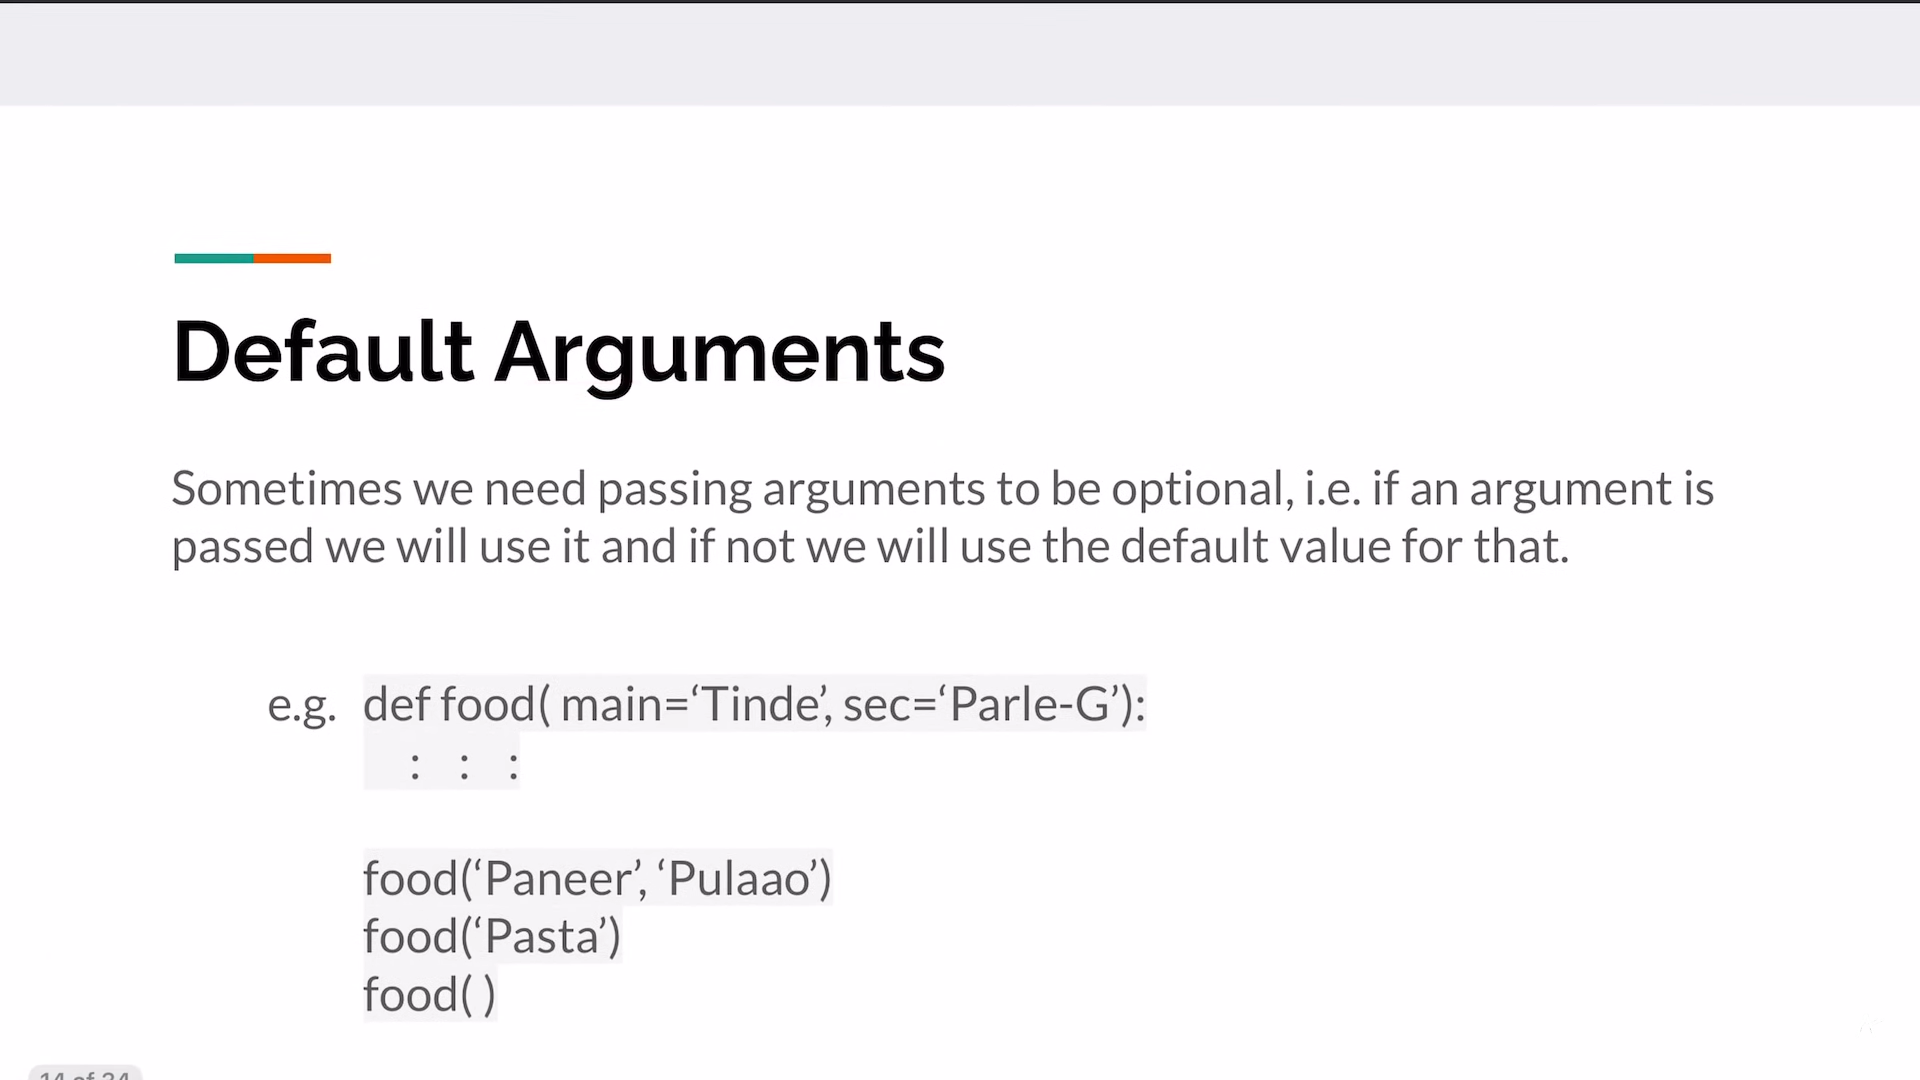 Default Arguments
Sometimes we need passing arguments to be optional, i.e. if an argument is
passed we will use it and if not we will use the default value for that.
e.g. def food( main=‘Tinde’, sec=‘Parle-G’):
: : :
food(‘Paneer’, ‘Pulaao’)
food(‘Pasta’)
food( )